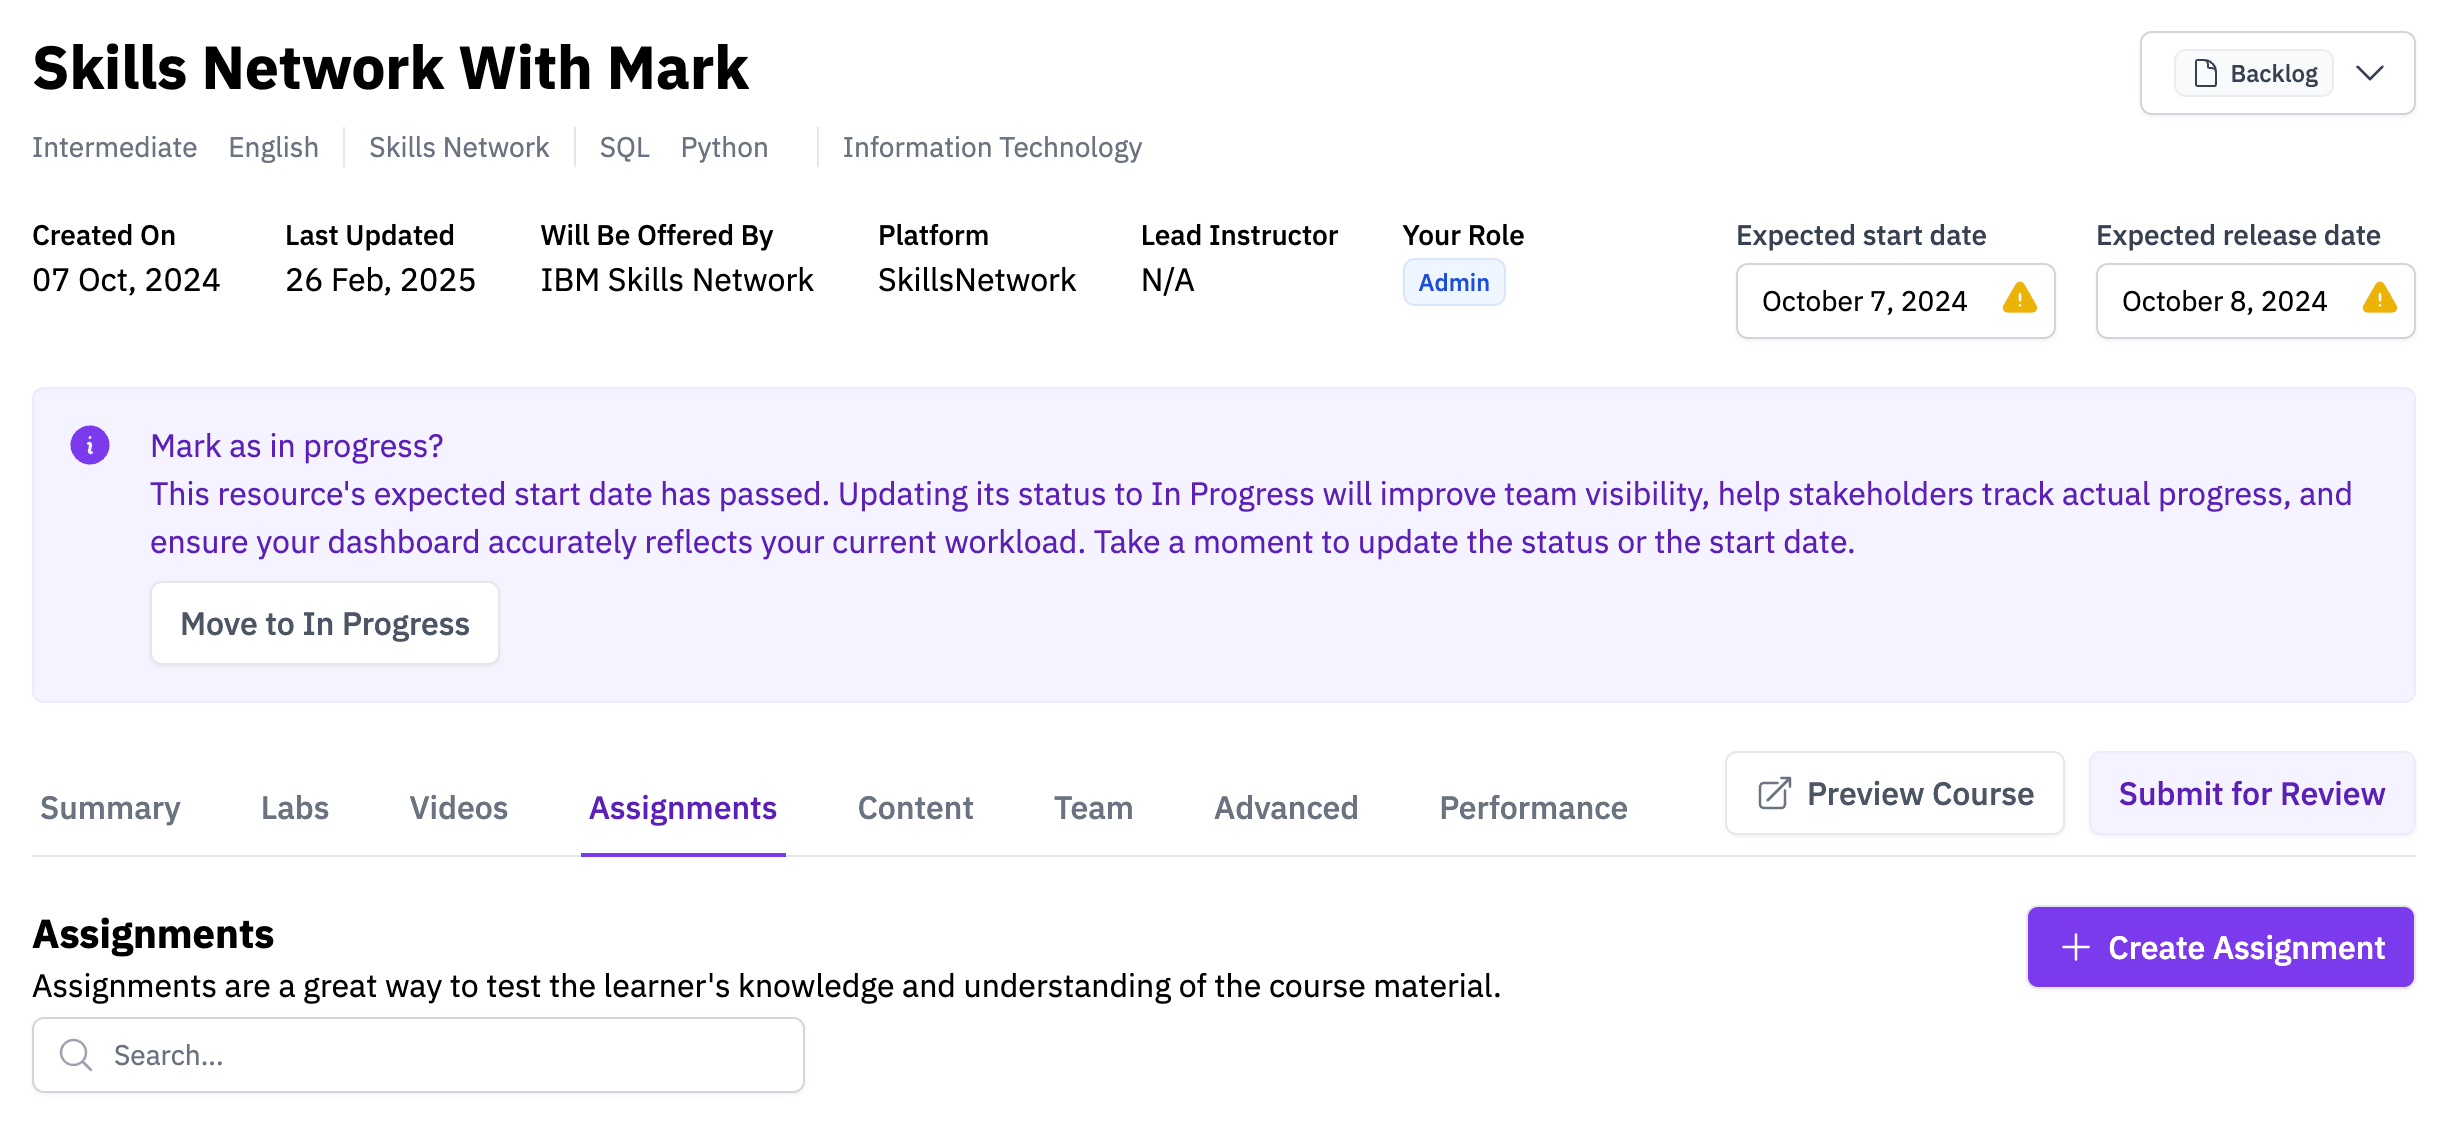 Skills Network With Mark
Backlog
Intermediate English Skills Network SQL Python Information Technology
Created On Last Updated Will Be Offered By Platform Lead Instructor Your Role Expected start date Expected release date
07 Oct, 2024 26 Feb, 2025 IBM Skills Network SkillsNetwork N/A Admin October 7, 2024 October 8, 2024
Mark as in progress?
This resource's expected start date has passed. Updating its status to In Progress will improve team visibility, help stakeholders track actual progress, and
ensure your dashboard accurately reflects your current workload. Take a moment to update the status or the start date.
Move to In Progress
Summary Labs Videos Assignments Content Team Advanced Performance Preview Course Submit for Review
Assignments
Create Assignment
Assignments are a great way to test the learner's knowledge and understanding of the course material.
Search...